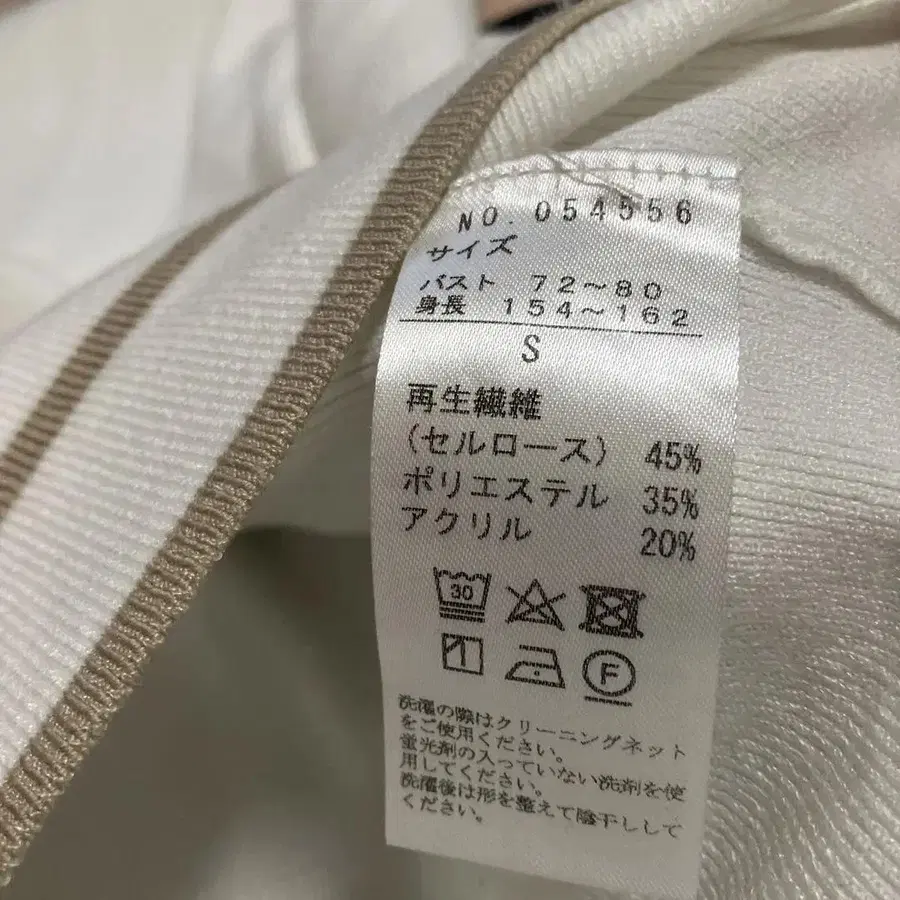 NO. 054556
サイズ
バスト 72～80
身長 154～162
S
再生繊維
(セルロース) 45%
ポリエステル 35%
アクリル 20%
30
F
洗濯の際はクリーニングネット
をご使用ください。
蛍光剤の入っていない洗剤を使
用してください。
洗濯後は形を整えて陰干しして
ください。